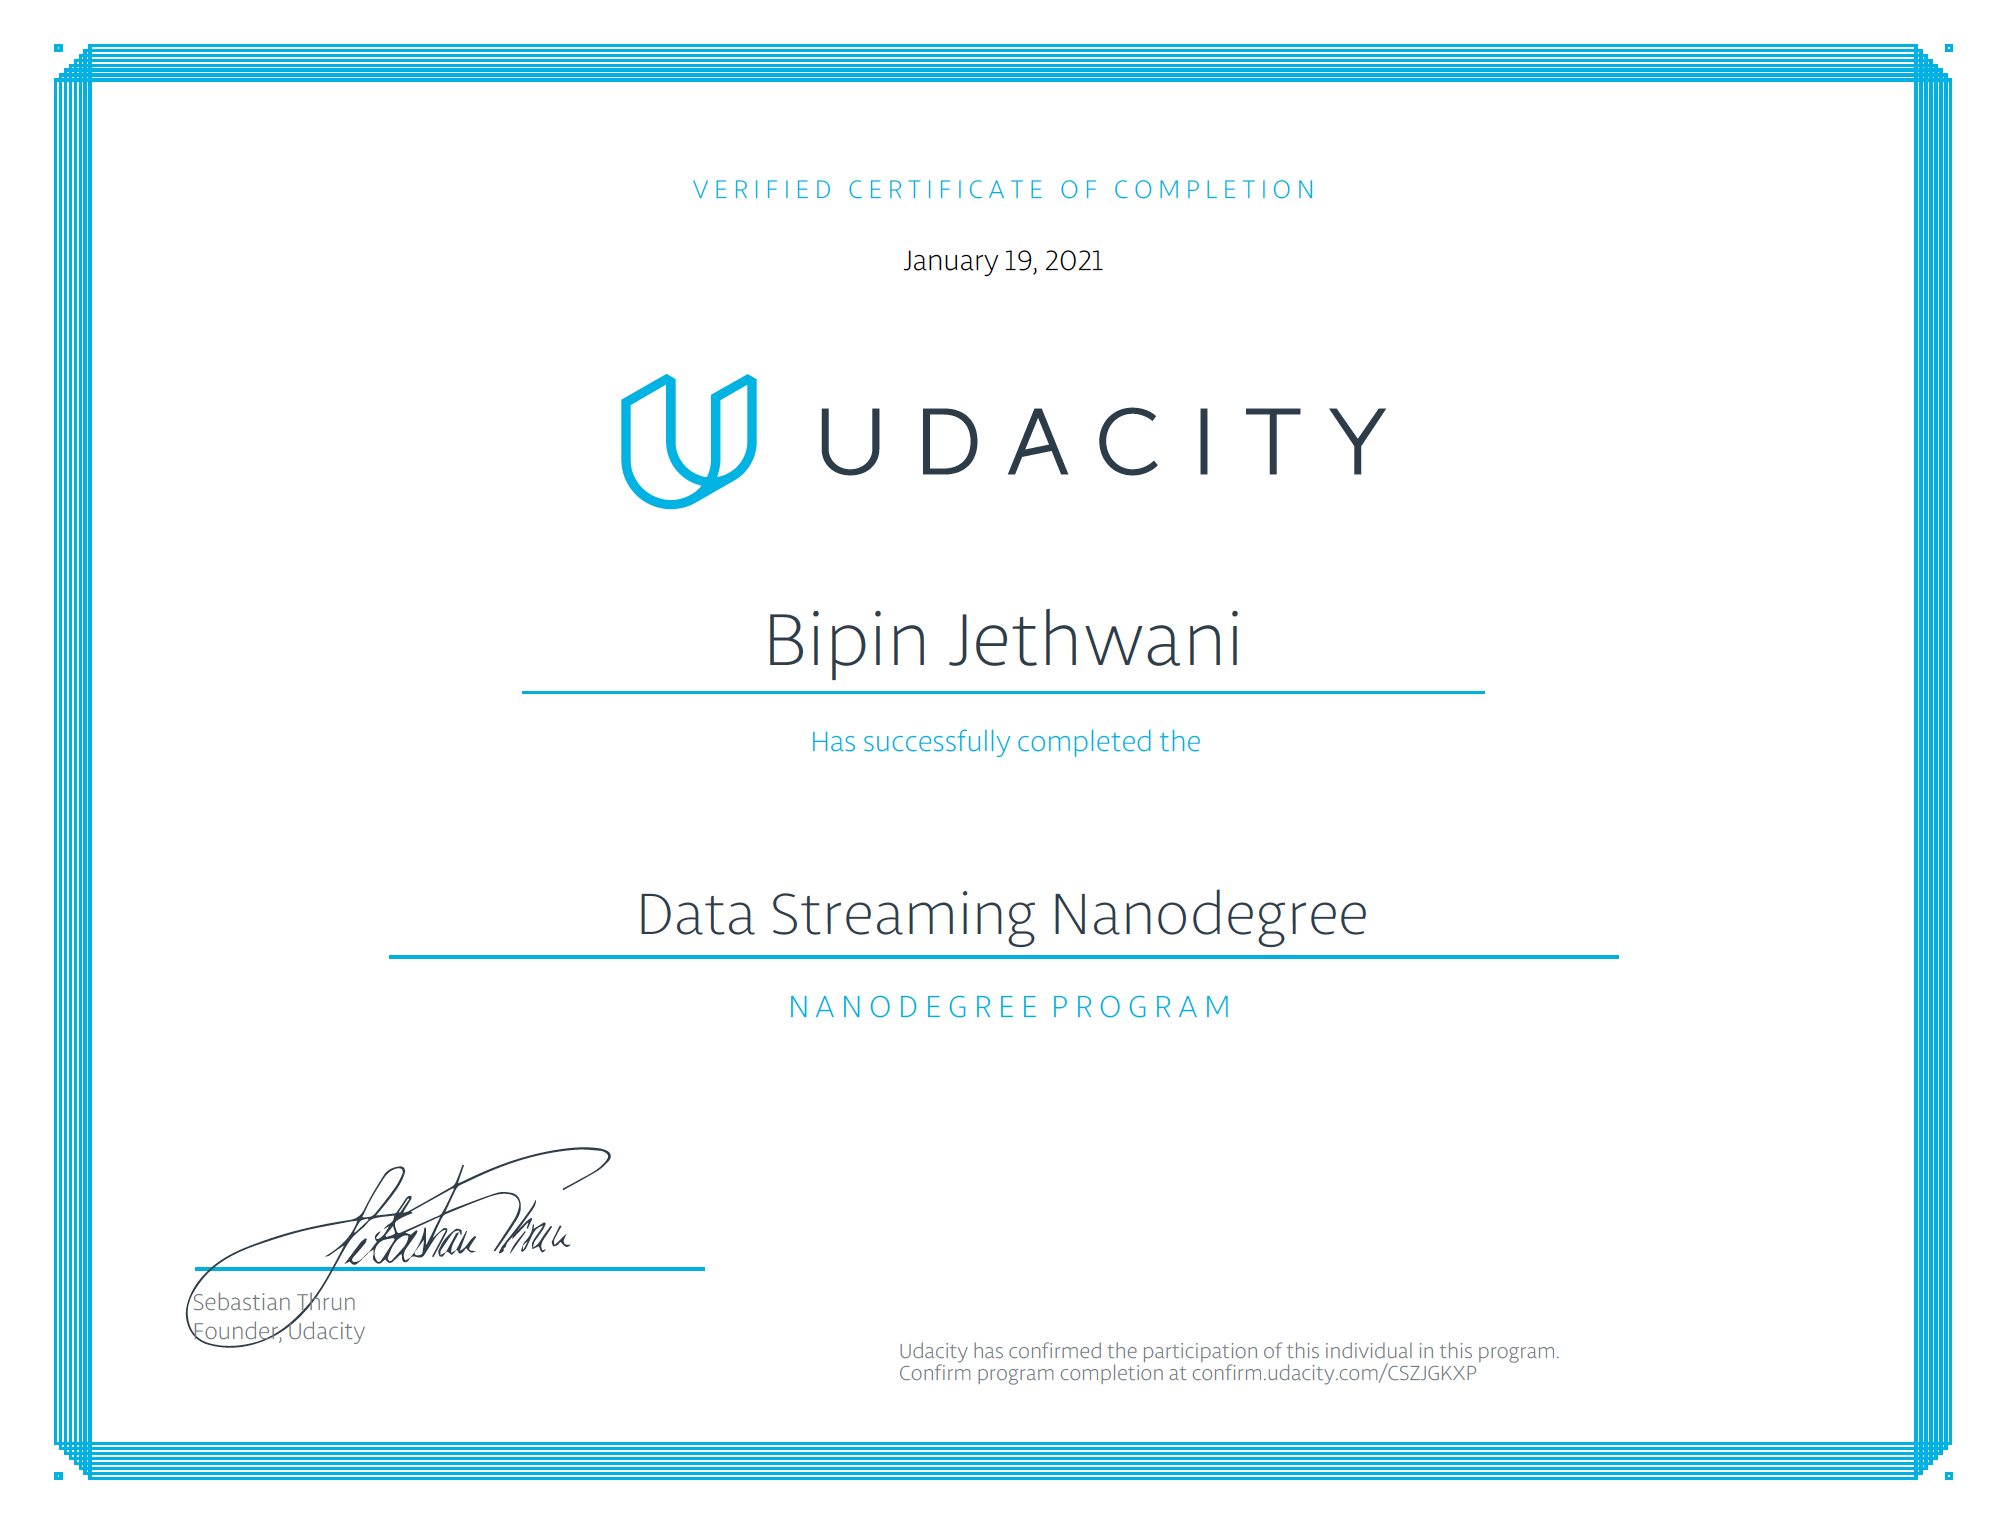 VERIFIED CERTIFICATE OF COMPLETION
January 19, 2021
UDACITY
Bipin Jethwani
Has successfully completed the
Data Streaming Nanodegree
NANODEGREE PROGRAM
Sebastian Thrun
Sebastian Thrun
Founder, Udacity
Udacity has confirmed the participation of this individual in this program.
Confirm program completion at confirm.udacity.com/CSZJGKXP